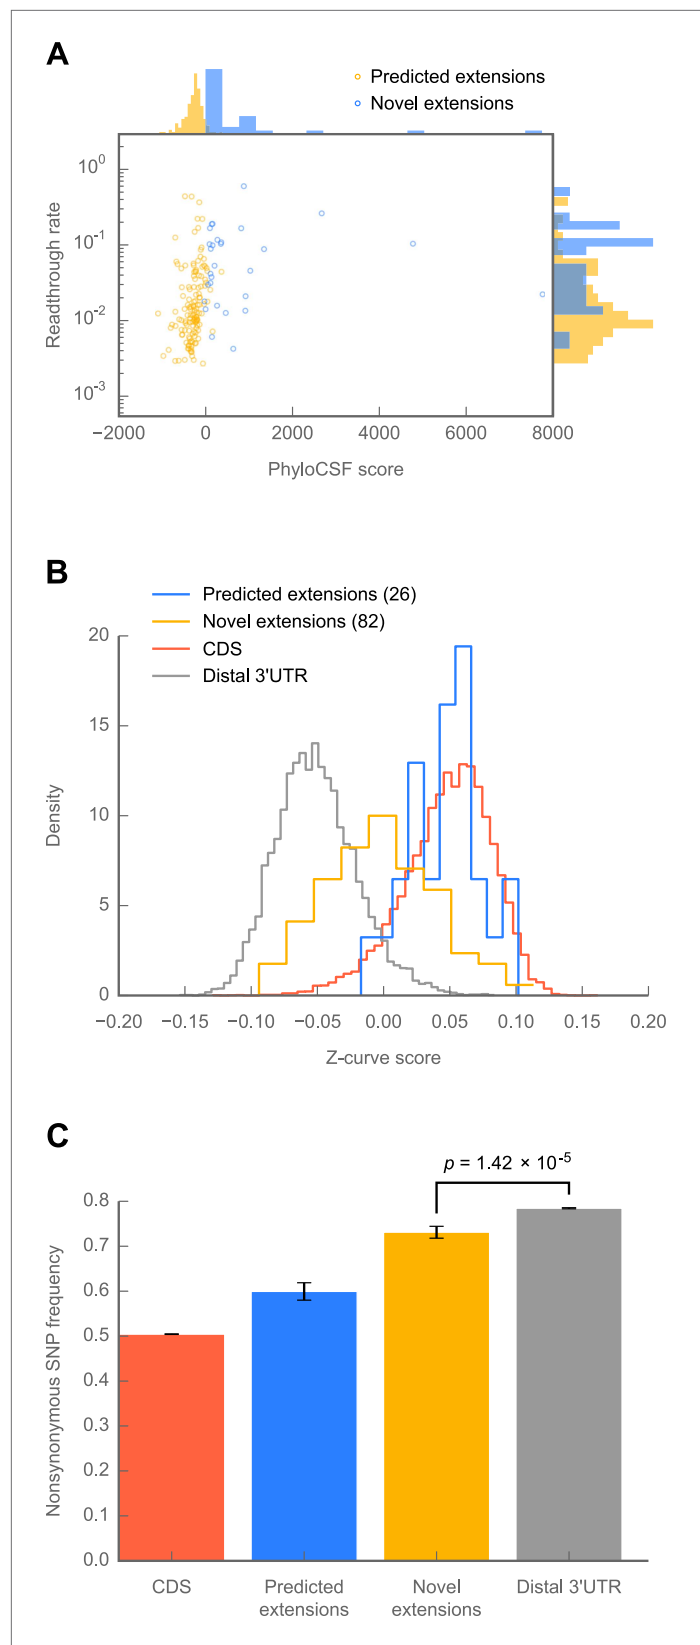 A
Predicted extensions
Novel extensions
10⁰
10⁻¹
10⁻²
10⁻³
Readthrough rate
−2000 0 2000 4000 6000 8000
PhyloCSF score
B
Predicted extensions (26)
Novel extensions (82)
CDS
Distal 3'UTR
20
15
10
5
0
Density
−0.20 −0.15 −0.10 −0.05 0.00 0.05 0.10 0.15 0.20
Z-curve score
C
p = 1.42 × 10⁻⁵
0.8
0.7
0.6
0.5
0.4
0.3
0.2
0.1
0.0
Nonsynonymous SNP frequency
CDS Predicted Novel Distal 3'UTR
extensions extensions